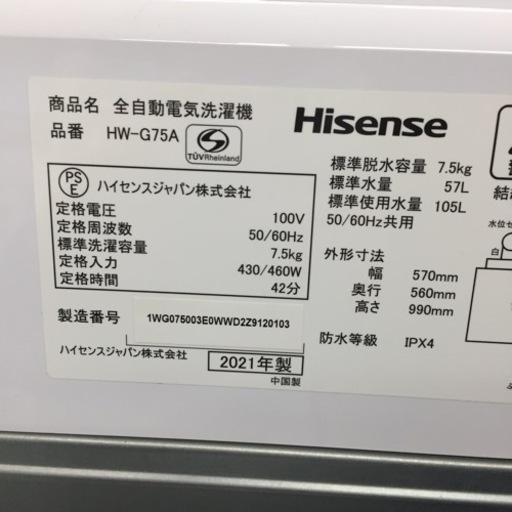 商品名 全自動電気洗濯機
品番 HW-G75A
TÜVRheinland
PS
E
ハイセンスジャパン株式会社
定格電圧 100V
定格周波数 50/60Hz
標準洗濯容量 7.5kg
定格入力 430/460W
定格時間 42分
製造番号 1WG075003E0WWD2Z9120103
ハイセンスジャパン株式会社 2021年製
中国製
Hisense
標準脱水容量 7.5kg
標準水量 57L
標準使用水量 105L
50/60Hz共用
外形寸法
幅 570mm
奥行 560mm
高さ 990mm
防水等級 IPX4
結
水位セ
白